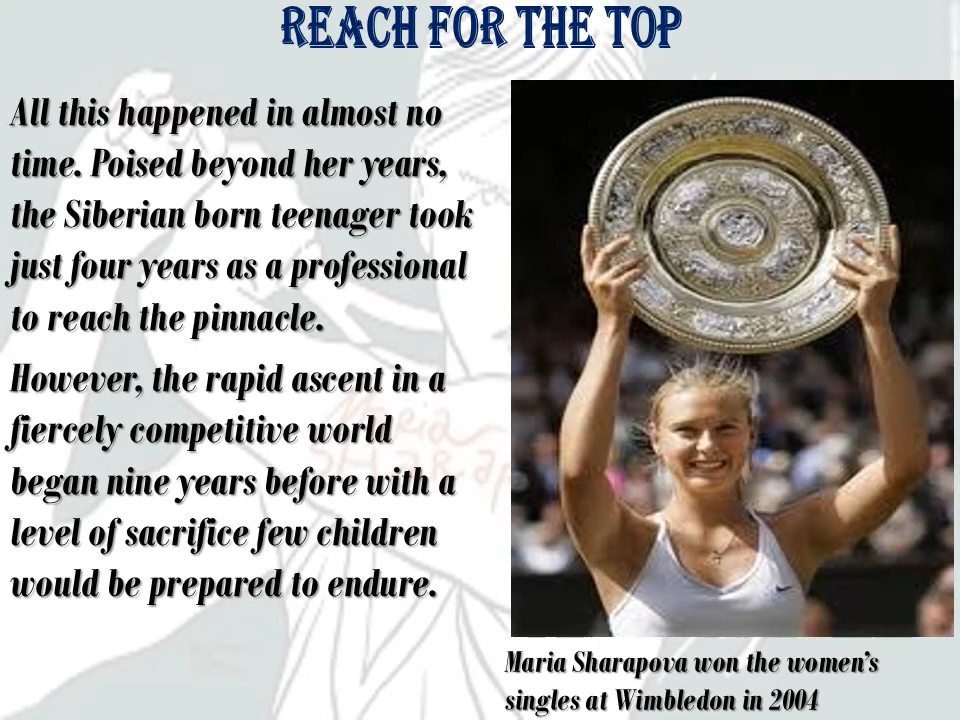 REACH FOR THE TOP
All this happened in almost no
time. Poised beyond her years,
the Siberian born teenager took
just four years as a professional
to reach the pinnacle.
However, the rapid ascent in a
fiercely competitive world
began nine years before with a
level of sacrifice few children
would be prepared to endure.
Maria Sharapova won the women's
singles at Wimbledon in 2004